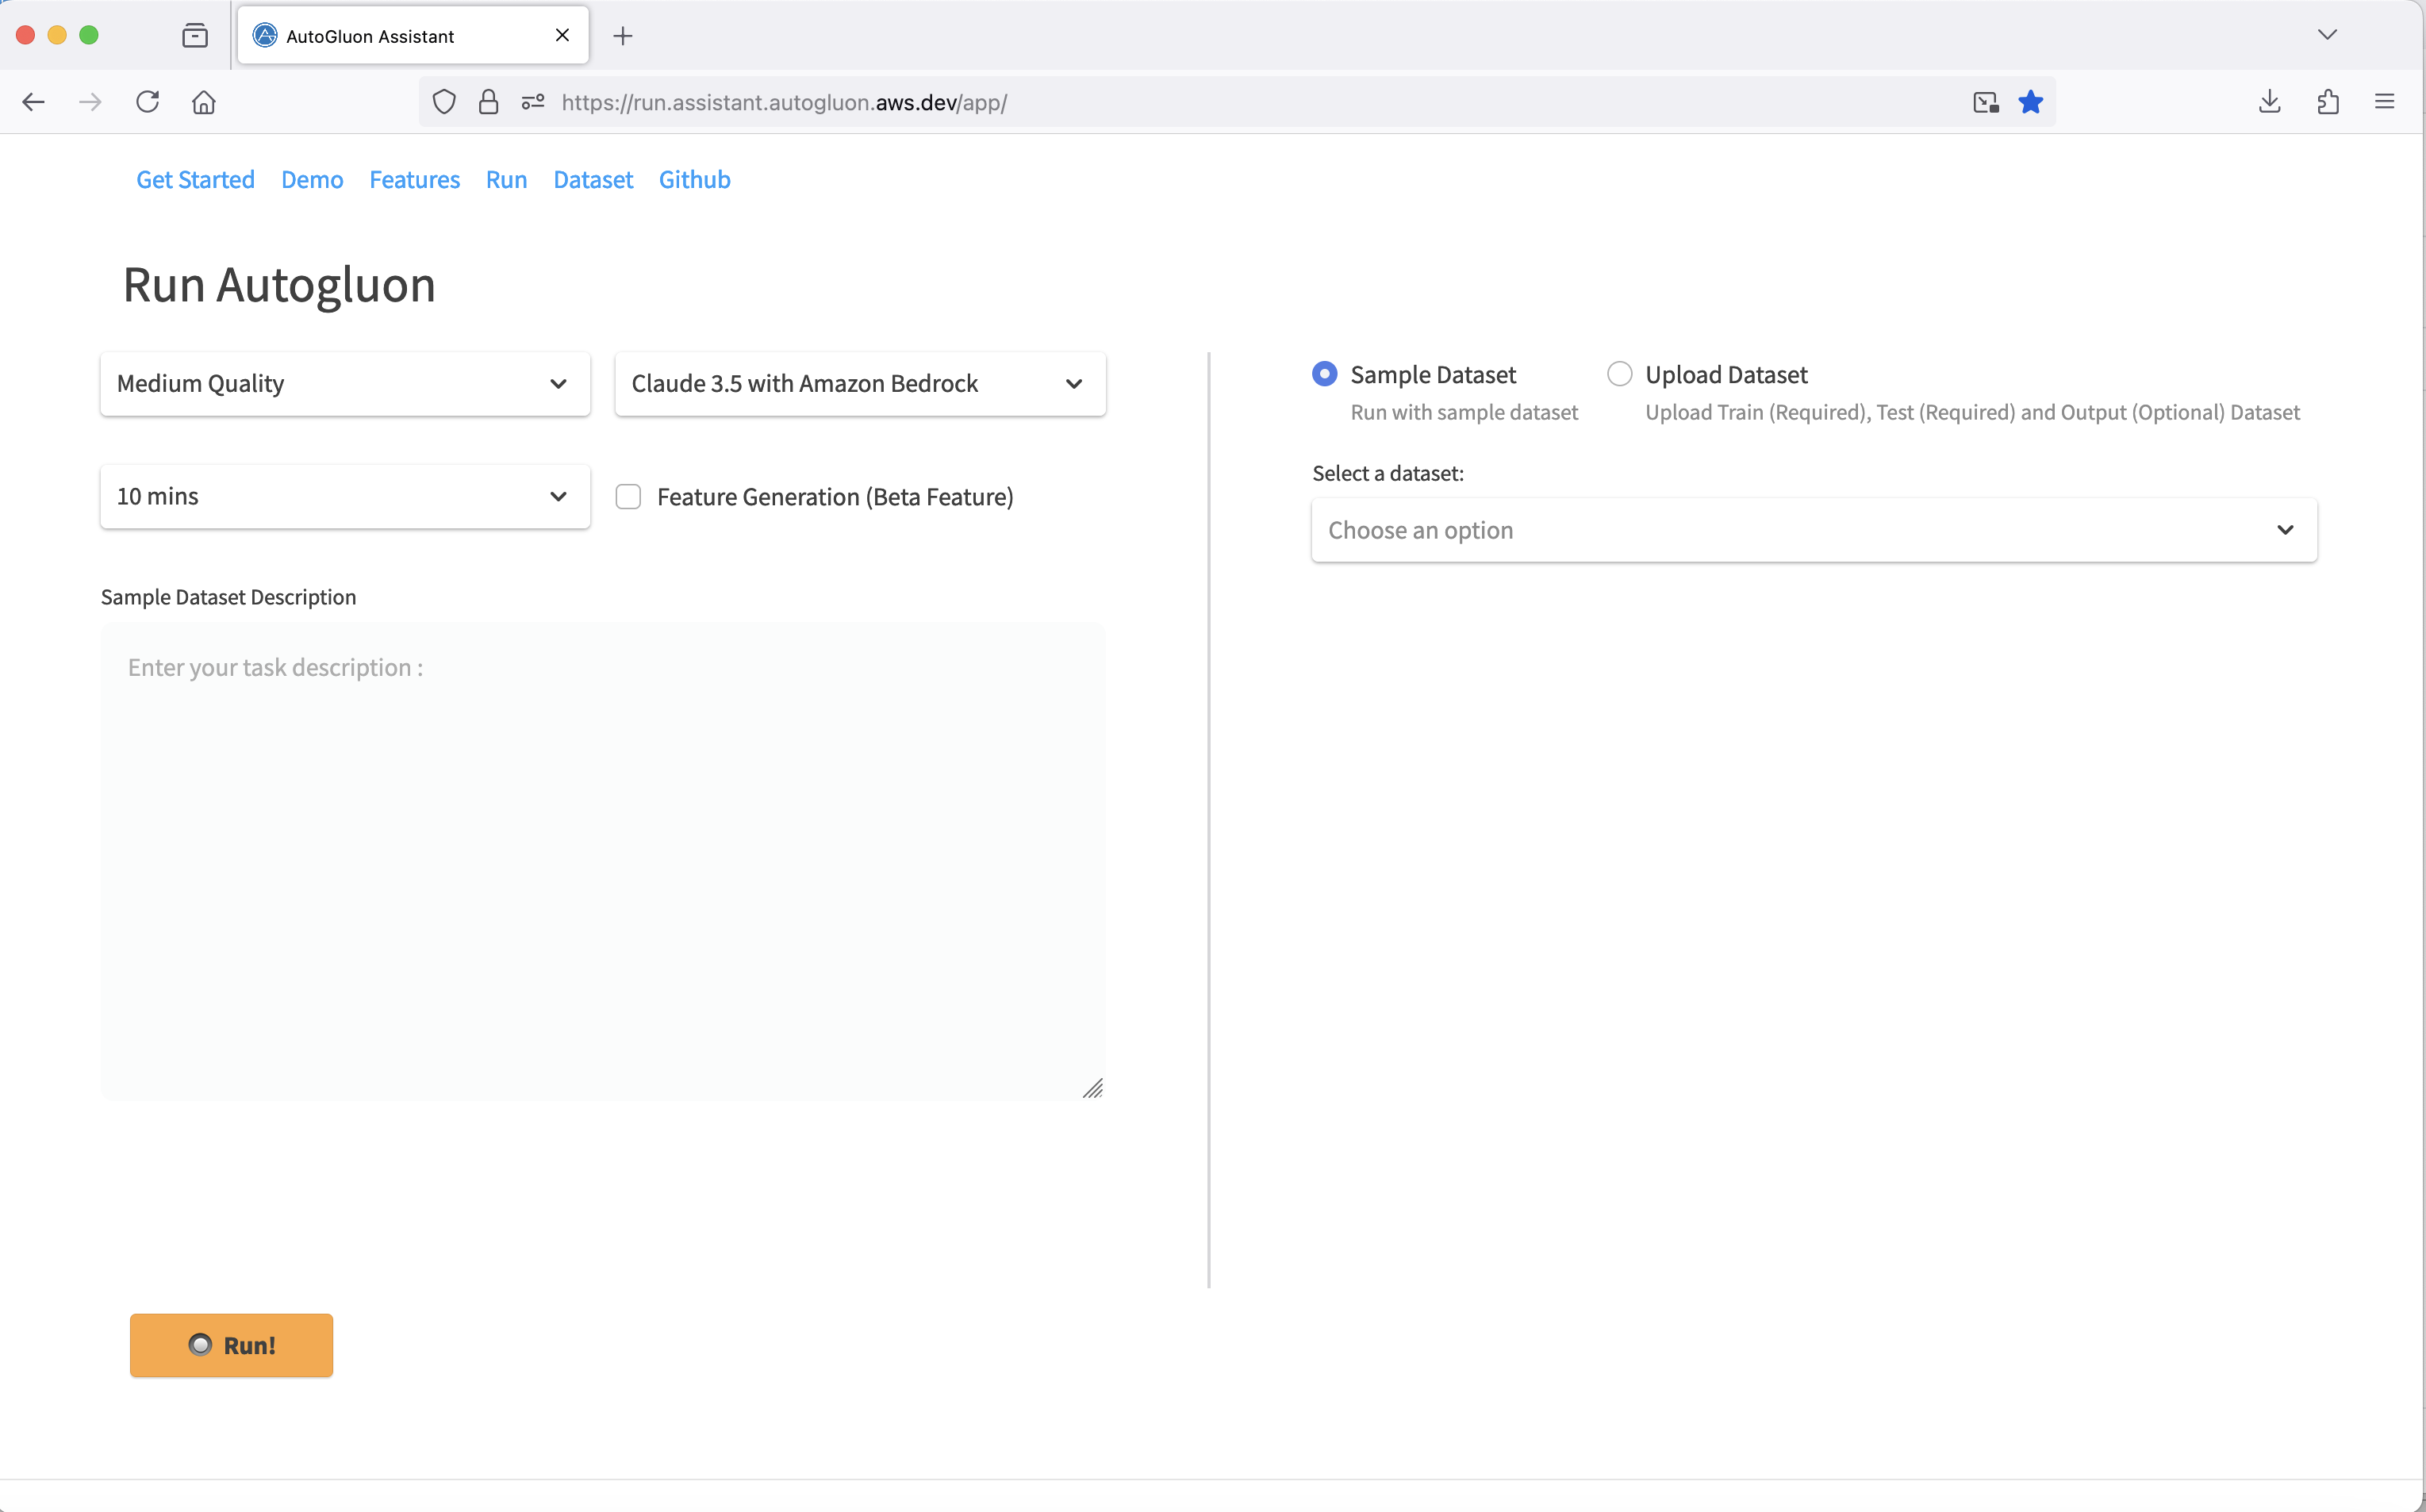 AutoGluon Assistant
https://run.assistant.autogluon.aws.dev/app/
Get Started Demo Features Run Dataset Github
Run Autogluon
Medium Quality
Claude 3.5 with Amazon Bedrock
10 mins
Feature Generation (Beta Feature)
Sample Dataset Description
Enter your task description :
Run!
Sample Dataset
Run with sample dataset
Upload Dataset
Upload Train (Required), Test (Required) and Output (Optional) Dataset
Select a dataset:
Choose an option